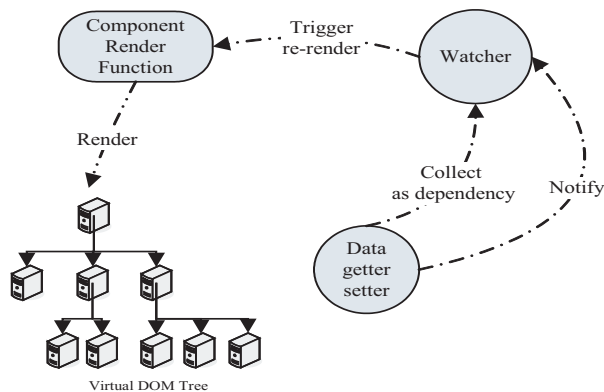 Component
Render
Function
Trigger
re-render
Watcher
Render
Collect
as dependency
Notify
Data
getter
setter
Virtual DOM Tree